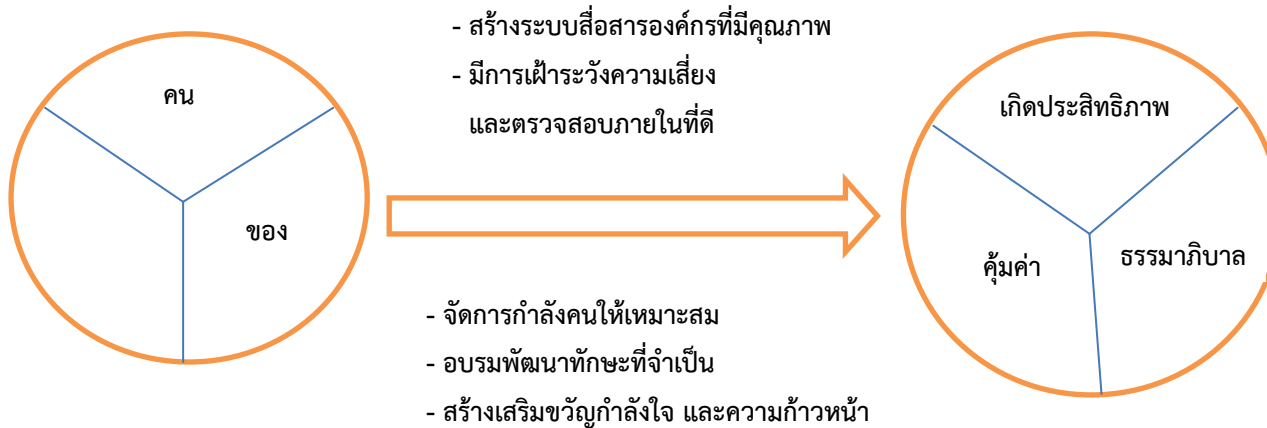 คน
ของ
- สร้างระบบสื่อสารองค์กรที่มีคุณภาพ
- มีการเฝ้าระวังความเสี่ยง
และตรวจสอบภายในที่ดี
- จัดการกำลังคนให้เหมาะสม
- อบรมพัฒนาทักษะที่จำเป็น
- สร้างเสริมขวัญกำลังใจ และความก้าวหน้า
เกิดประสิทธิภาพ
คุ้มค่า
ธรรมาภิบาล